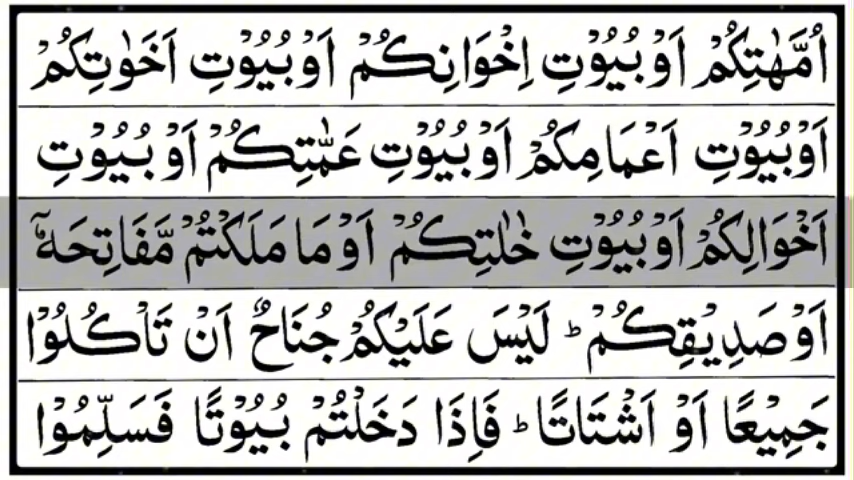 اُمَّهٰتِكُمْ اَوْ بُيُوْتِ اِخْوَانِكُمْ اَوْ بُيُوْتِ اَخَوٰتِكُمْ
اَوْ بُيُوْتِ اَعْمَامِكُمْ اَوْ بُيُوْتِ عَمّٰتِكُمْ اَوْ بُيُوْتِ
اَخْوَالِكُمْ اَوْ بُيُوْتِ خٰلٰتِكُمْ اَوْ مَا مَلَكْتُمْ مَّفَاتِحَهٗۤ
اَوْ صَدِيْقِكُمْ ؕ لَيْسَ عَلَيْكُمْ جُنَاحٌ اَنْ تَاْكُلُوْا
جَمِيْعًا اَوْ اَشْتَاتًا ؕ فَاِذَا دَخَلْتُمْ بُيُوْتًا فَسَلِّمُوْا